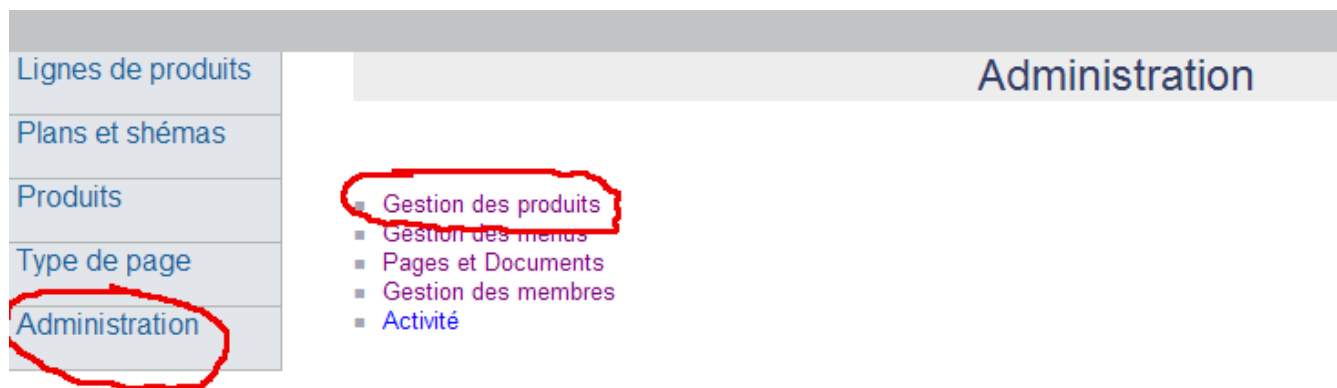 Lignes de produits
Administration
Plans et shémas
Produits
Type de page
Administration
Gestion des produits
Gestion des menus
Pages et Documents
Gestion des membres
Activité